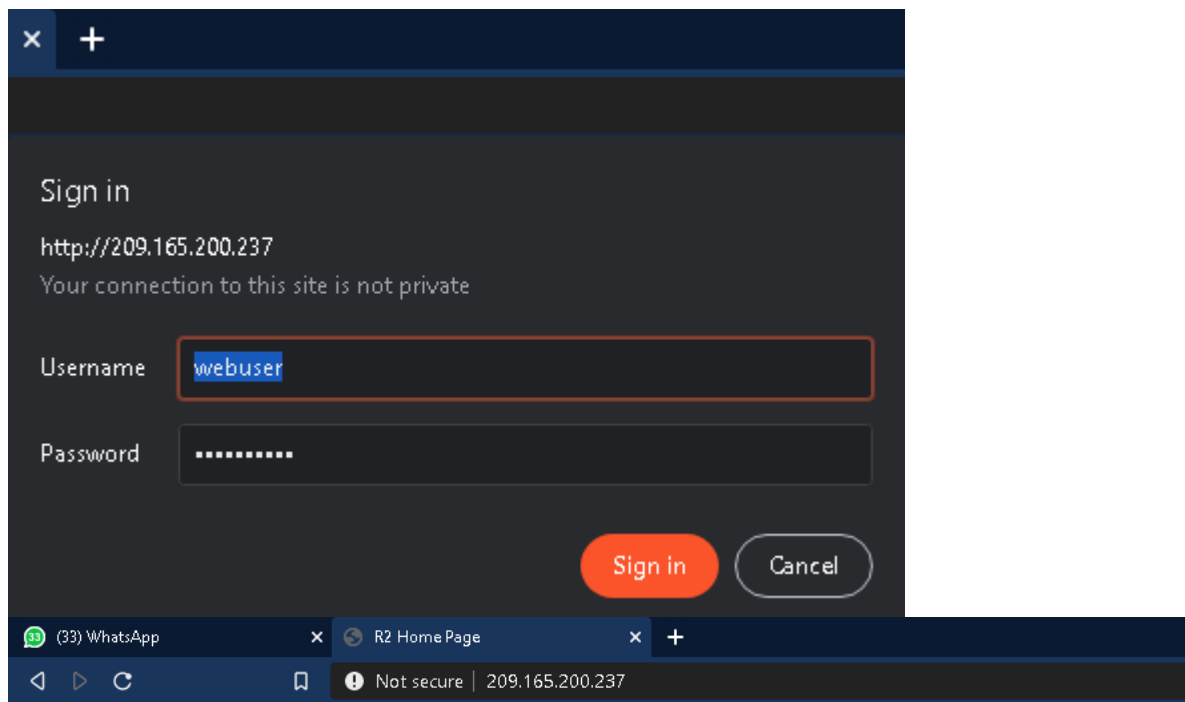 Sign in
http://209.165.200.237
Your connection to this site is not private
Username webuser
Password ••••••••••
Sign in Cancel
33 (33) WhatsApp R2 Home Page
Not secure 209.165.200.237